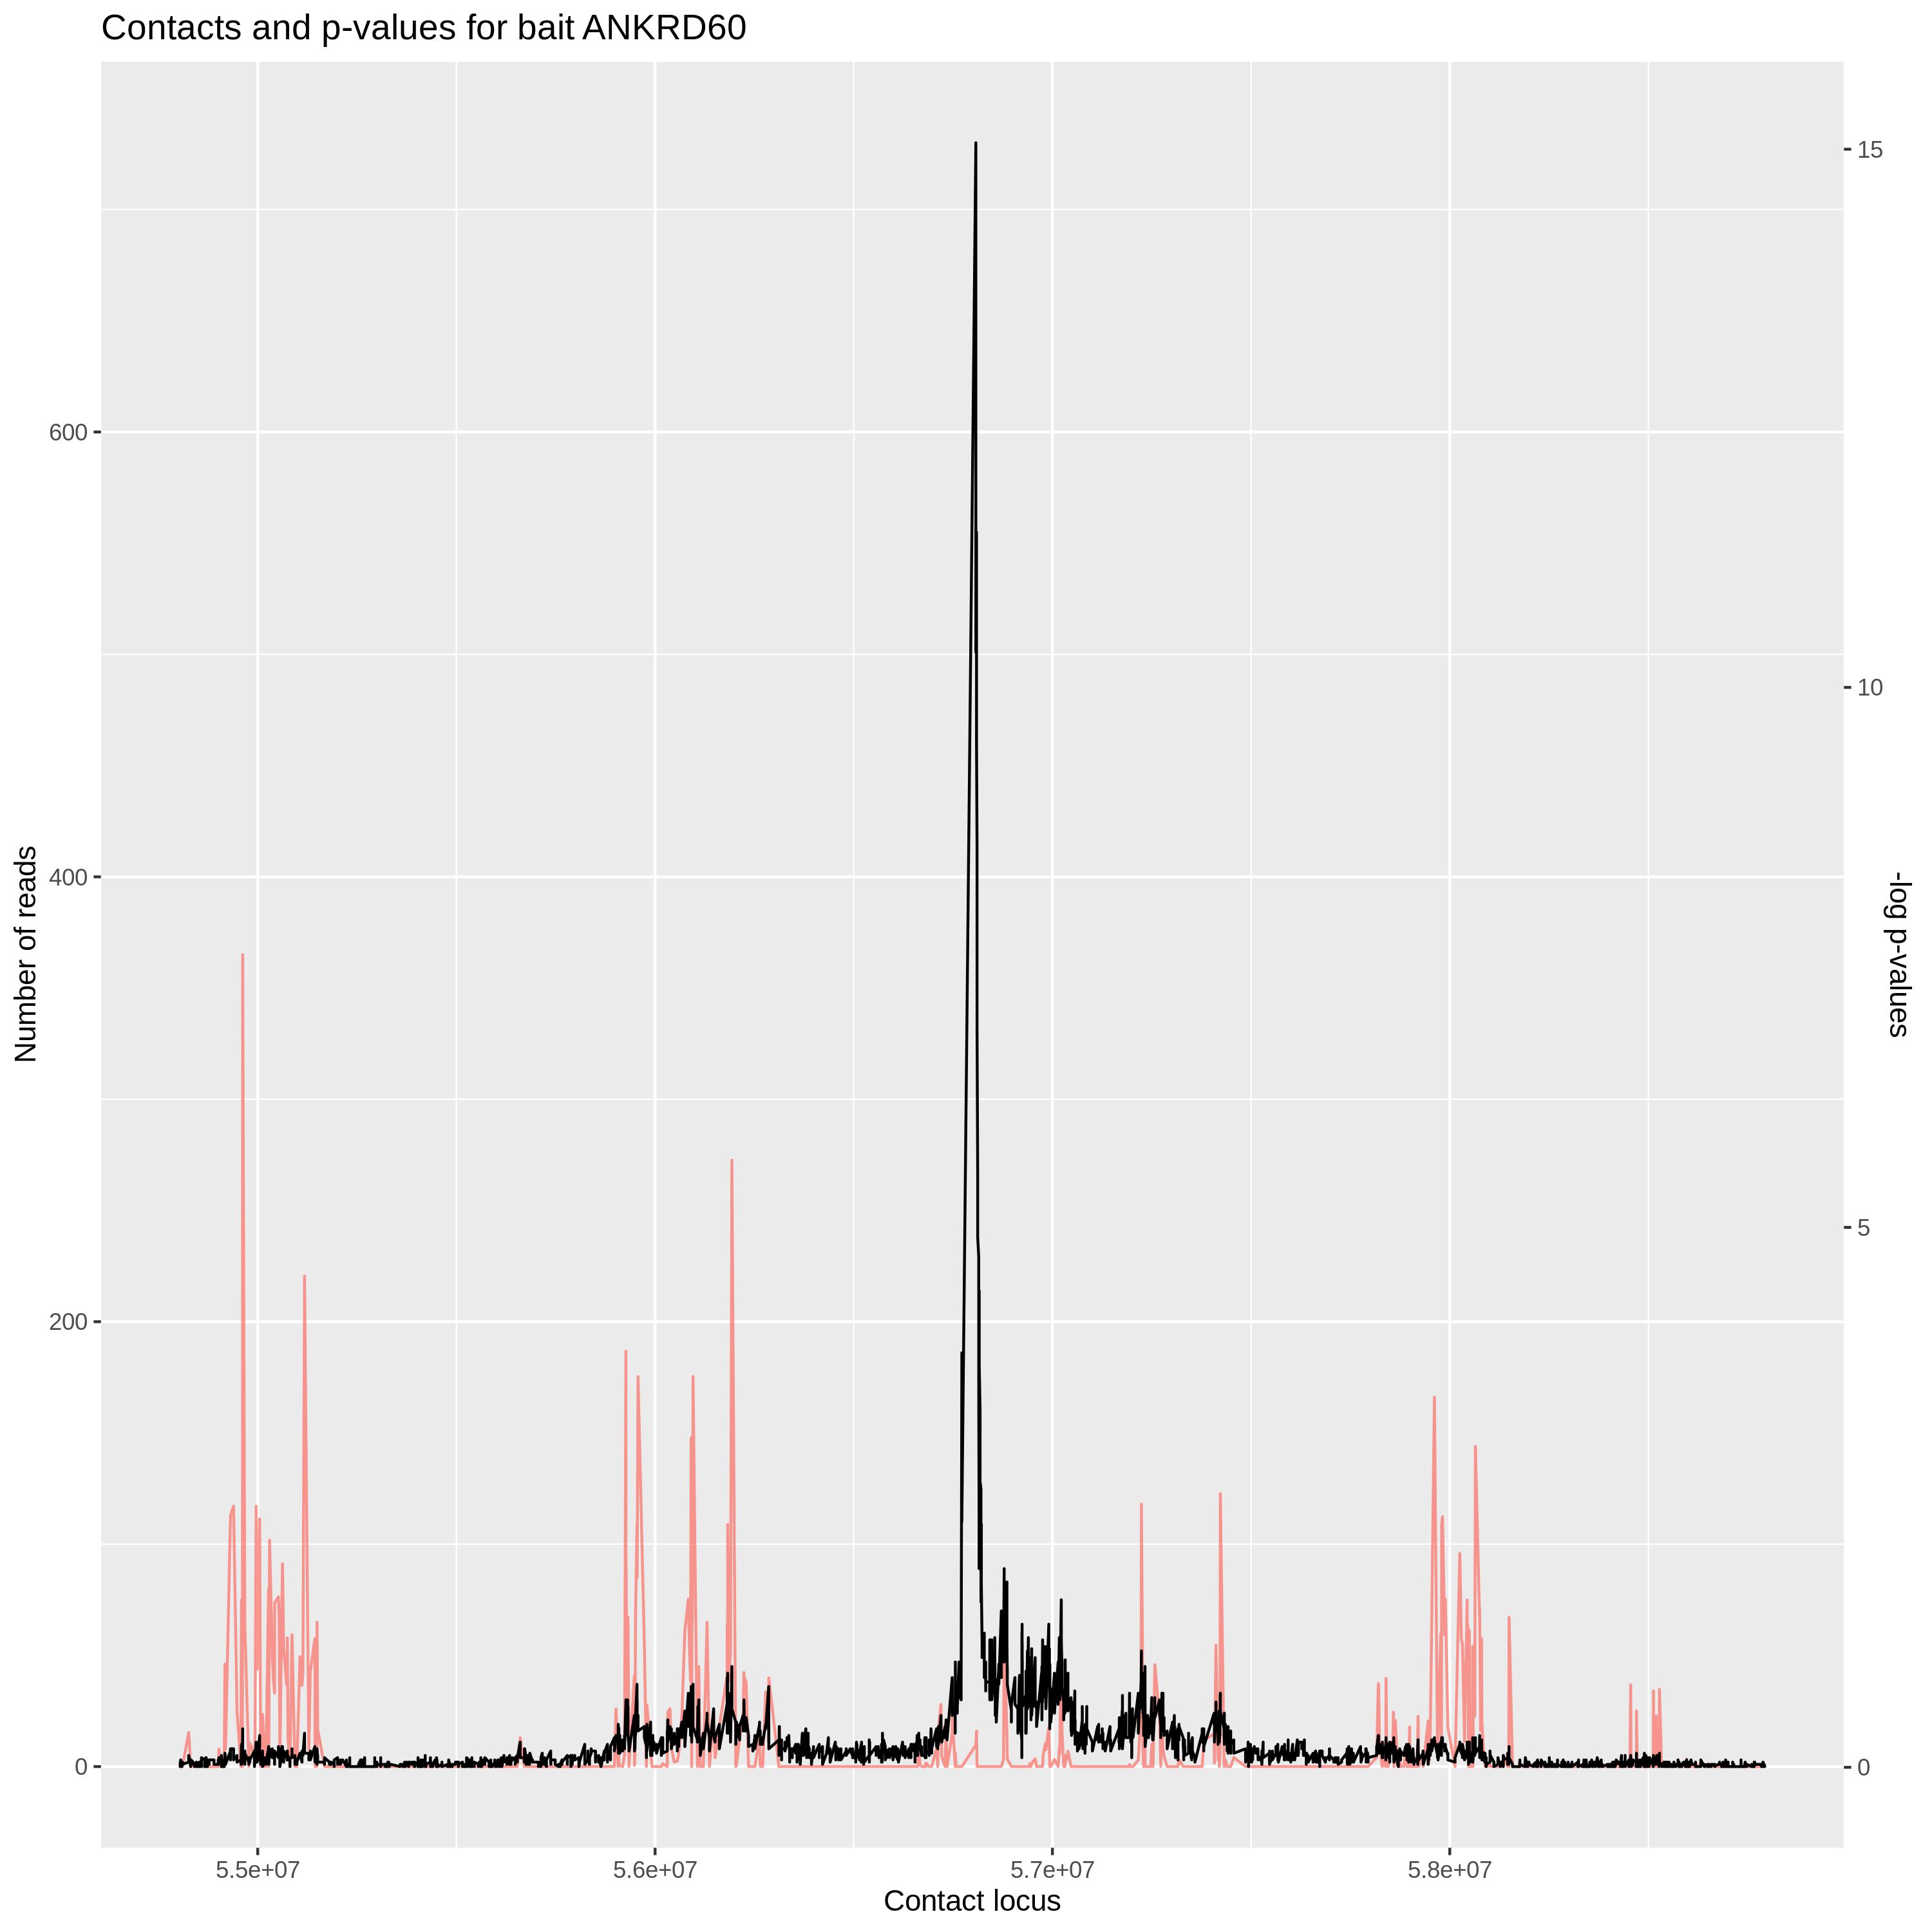 Contacts and p-values for bait ANKRD60
Number of reads
600
400
200
0
15
10
5
0
-log p-values
5.5e+07
5.6e+07
5.7e+07
5.8e+07
Contact locus